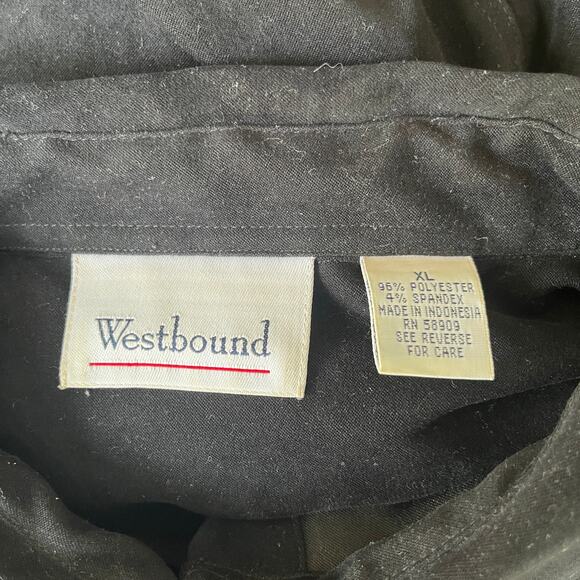 Westbound
XL
96% POLYESTER
4% SPANDEX
MADE IN INDONESIA
RN 58909
SEE REVERSE
FOR CARE